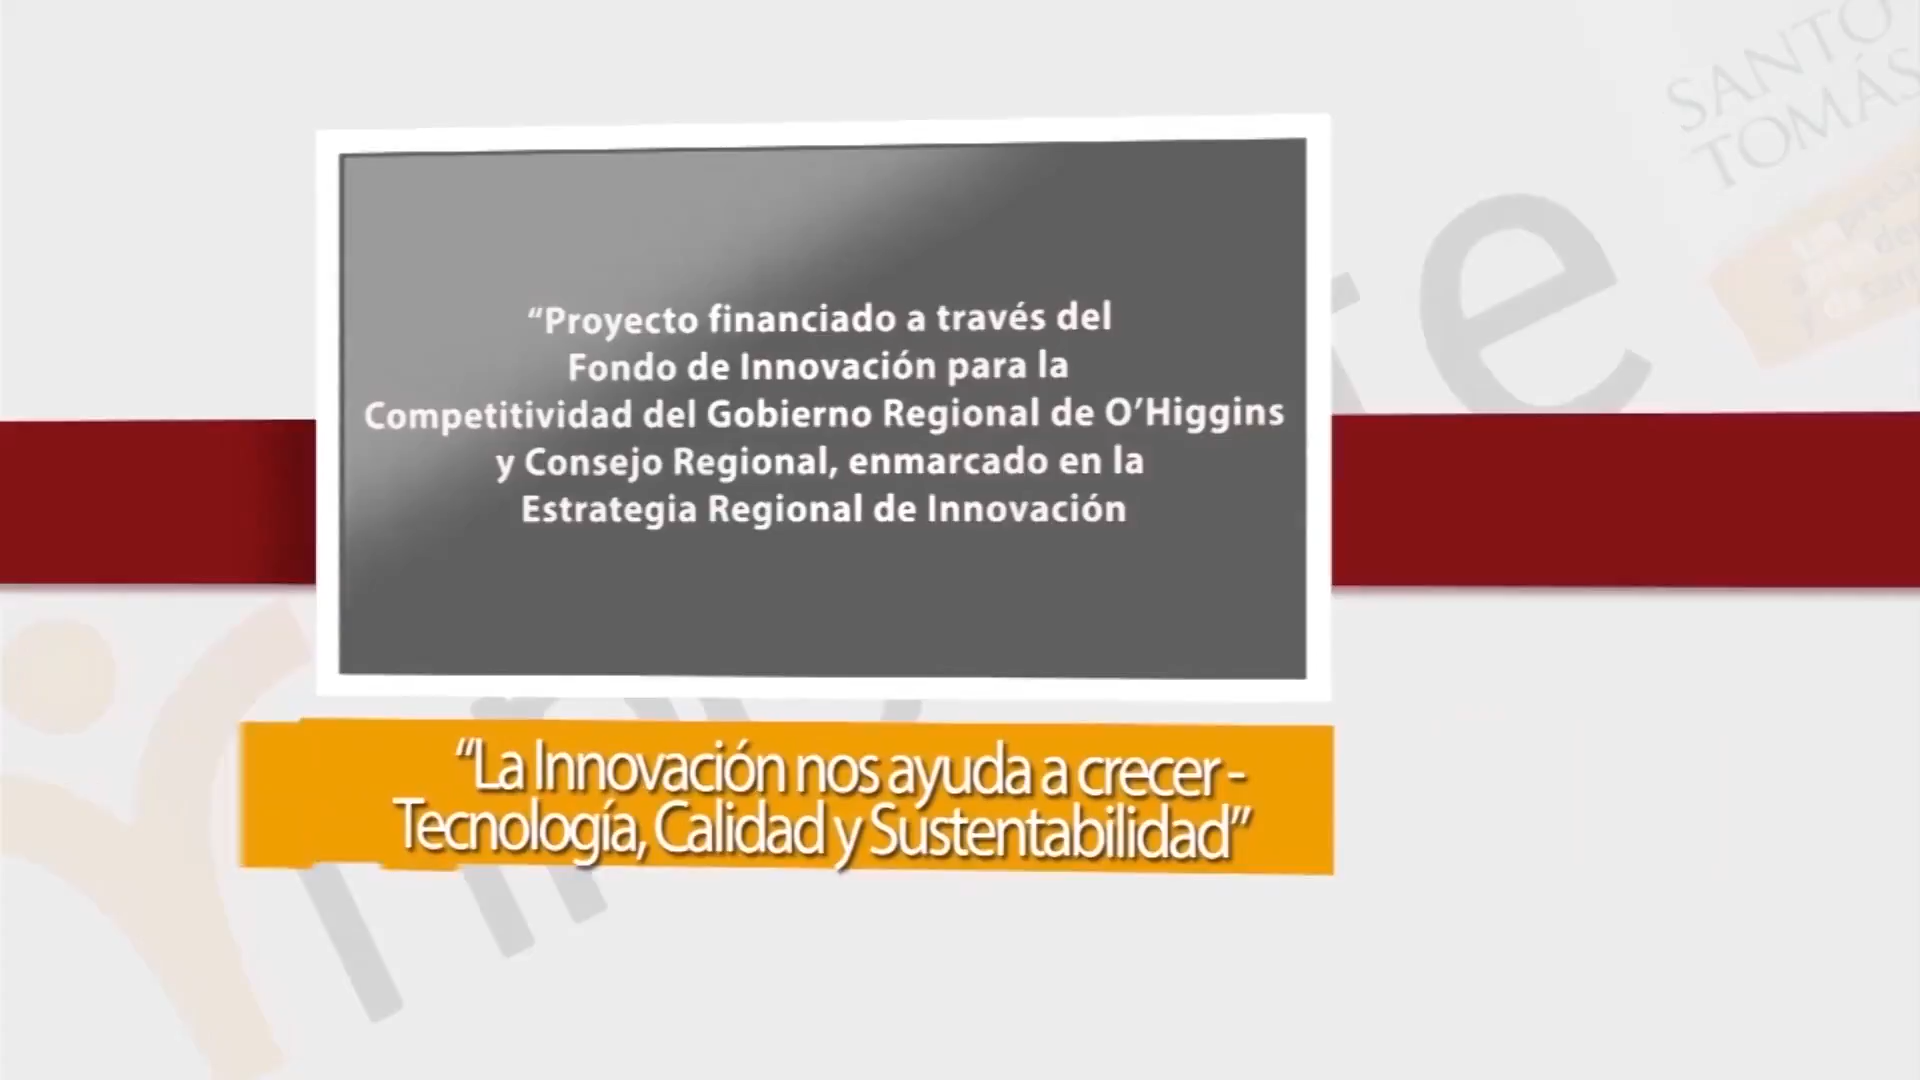 SANTO
TOMÁS
“Proyecto financiado a través del
Fondo de Innovación para la
Competitividad del Gobierno Regional de O’Higgins
y Consejo Regional, enmarcado en la
Estrategia Regional de Innovación
“La Innovación nos ayuda a crecer -
Tecnología, Calidad y Sustentabilidad”